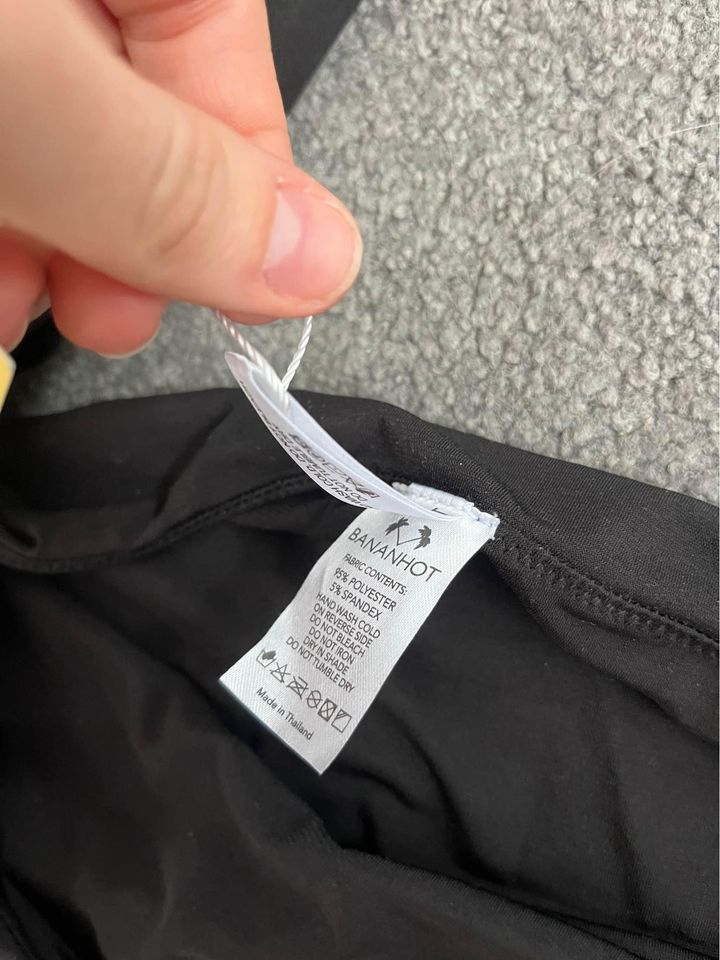 BANANHOT
FABRIC CONTENTS:
95% POLYESTER
5% SPANDEX
HAND WASH COLD
ON REVERSE SIDE
DO NOT BLEACH
DO NOT IRON
DRY IN SHADE
DO NOT TUMBLE DRY
Made in Thailand